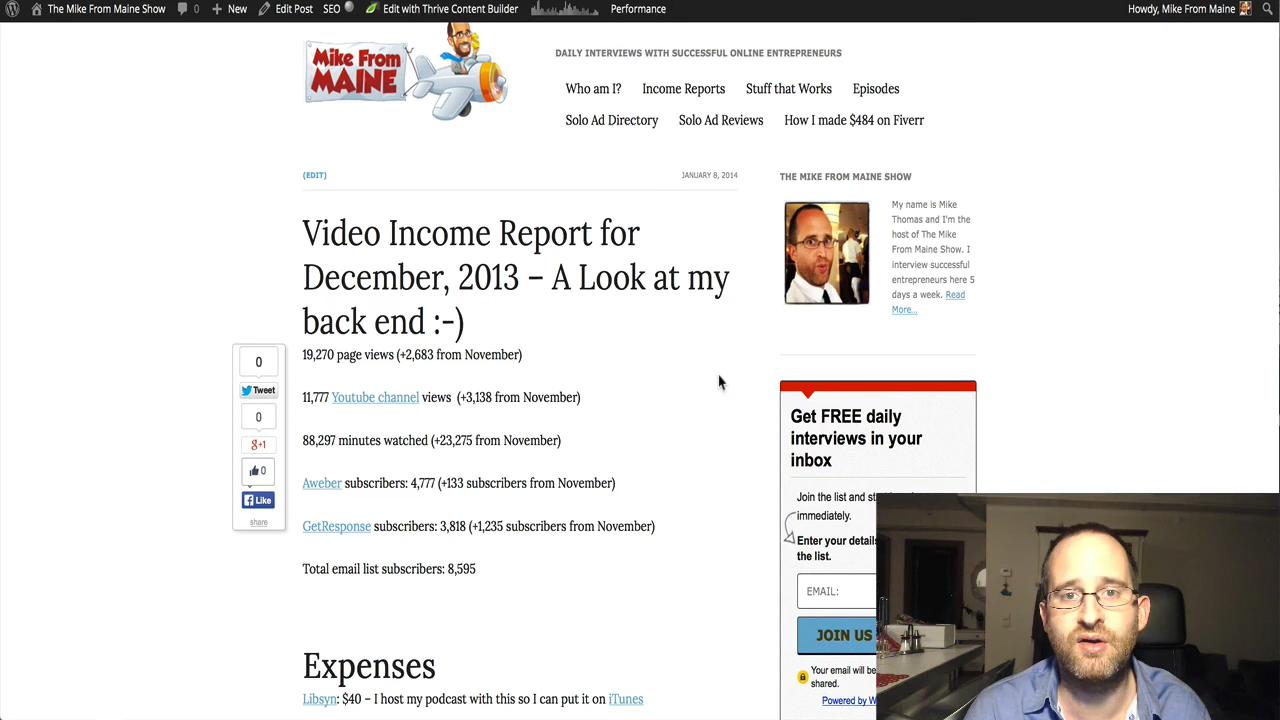 The Mike From Maine Show 0 New Edit Post SEO Edit with Thrive Content Builder Performance Howdy, Mike From Maine
Mike From
MAINE
DAILY INTERVIEWS WITH SUCCESSFUL ONLINE ENTREPRENEURS
Who am I? Income Reports Stuff that Works Episodes
Solo Ad Directory Solo Ad Reviews How I made $484 on Fiverr
(EDIT) JANUARY 8, 2014
Video Income Report for
December, 2013 – A Look at my
back end :-)
19,270 page views (+2,683 from November)
11,777 Youtube channel views (+3,138 from November)
88,297 minutes watched (+23,275 from November)
Aweber subscribers: 4,777 (+133 subscribers from November)
GetResponse subscribers: 3,818 (+1,235 subscribers from November)
Total email list subscribers: 8,595
Expenses
Libsyn: $40 – I host my podcast with this so I can put it on iTunes
0
Tweet
0
g+1
0
Like
share
THE MIKE FROM MAINE SHOW
My name is Mike
Thomas and I'm the
host of The Mike
From Maine Show. I
interview successful
entrepreneurs here 5
days a week. Read
More...
Get FREE daily
interviews in your
inbox
Join the list and
immediately.
Enter your details
the list.
EMAIL:
JOIN US
Your email will be
shared.
Powered by W